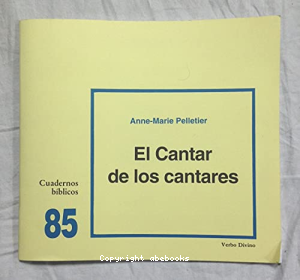 Anne-Marie Pelletier
El Cantar
de los cantares
Cuadernos
bíblicos
85
Verbo Divino
Copyright abebooks